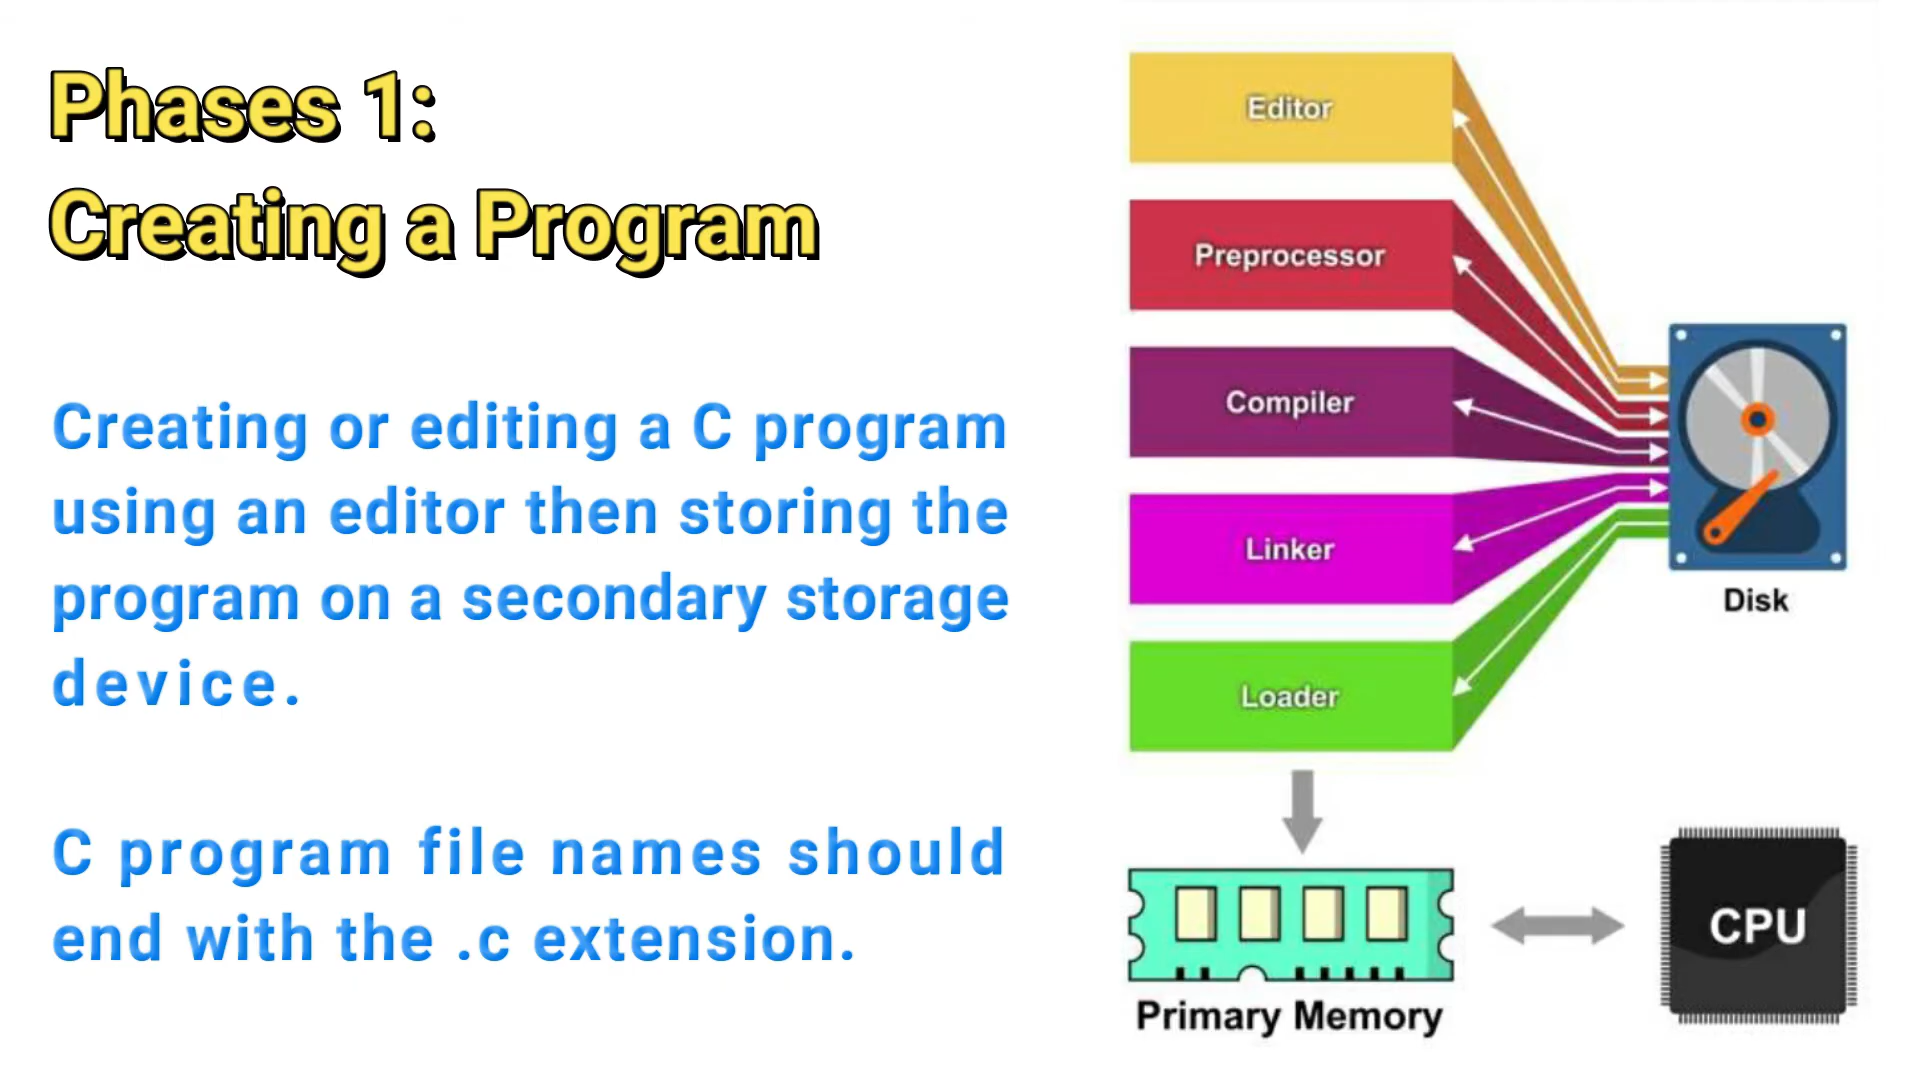 Phases 1:
Creating a Program
Creating or editing a C program
using an editor then storing the
program on a secondary storage
device.
C program file names should
end with the .c extension.
Editor
Preprocessor
Compiler
Linker
Loader
Disk
CPU
Primary Memory